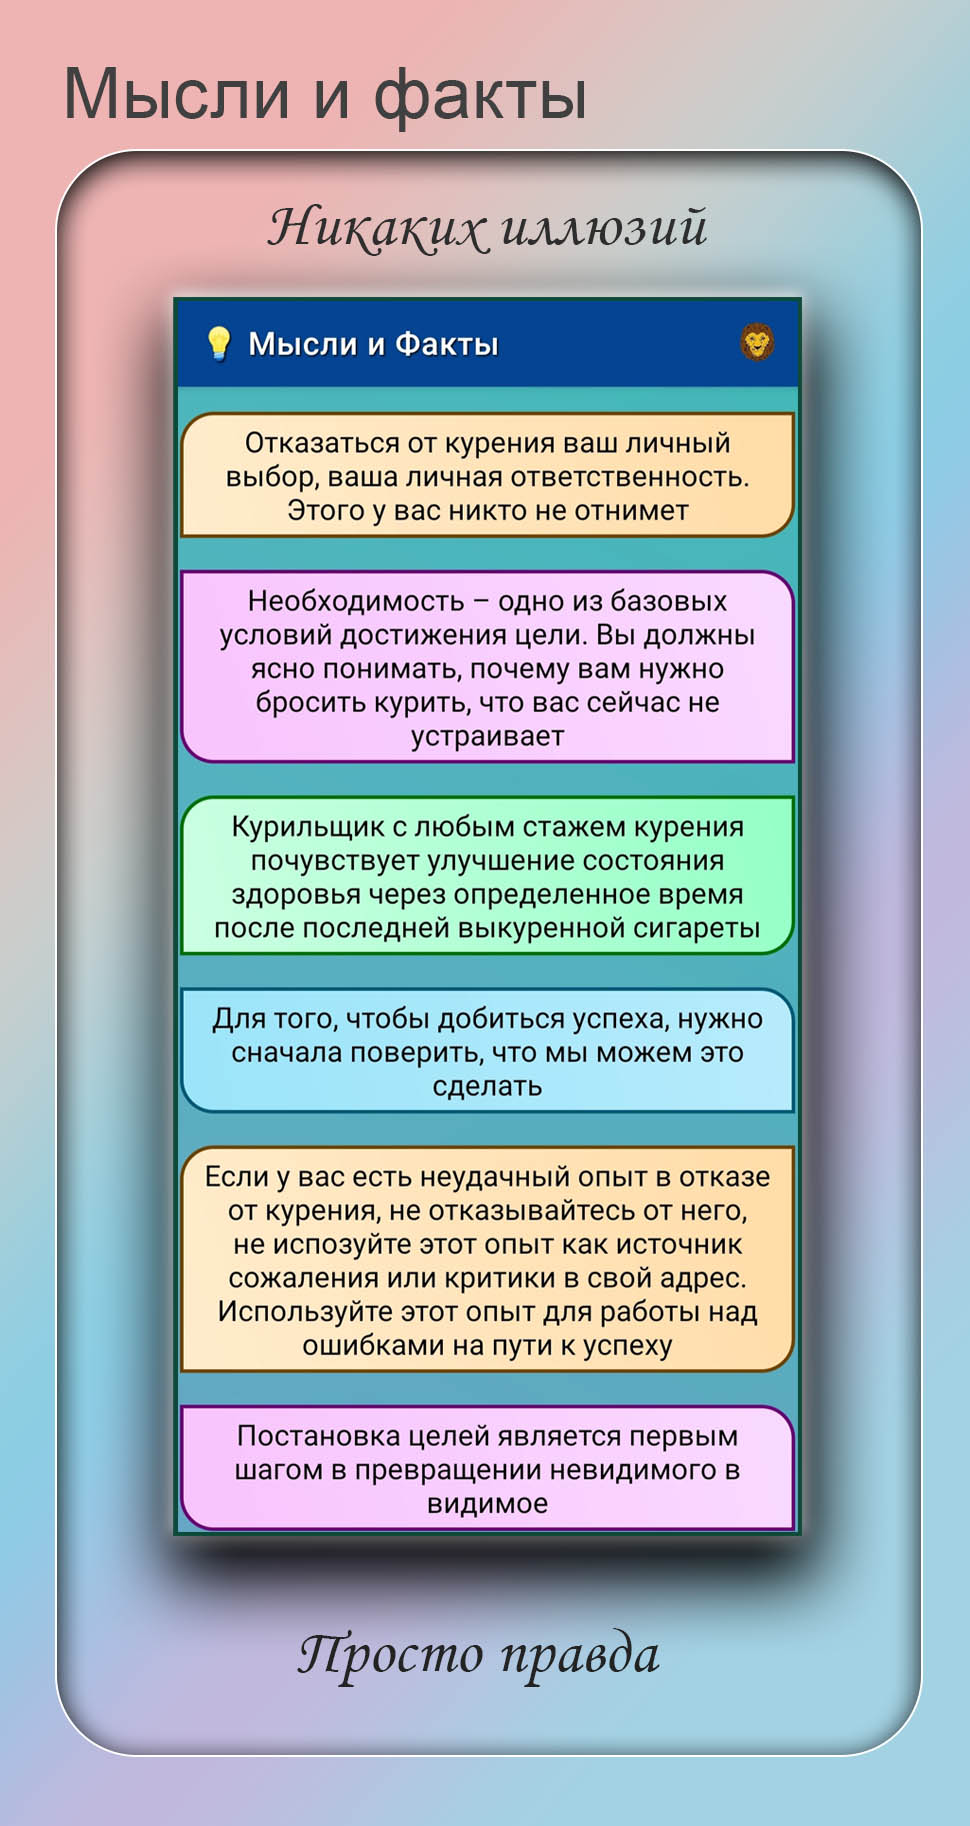 Мысли и факты
Никаких иллюзий
Мысли и Факты
Отказаться от курения ваш личный
выбор, ваша личная ответственность.
Этого у вас никто не отнимет
Необходимость – одно из базовых
условий достижения цели. Вы должны
ясно понимать, почему вам нужно
бросить курить, что вас сейчас не
устраивает
Курильщик с любым стажем курения
почувствует улучшение состояния
здоровья через определенное время
после последней выкуренной сигареты
Для того, чтобы добиться успеха, нужно
сначала поверить, что мы можем это
сделать
Если у вас есть неудачный опыт в отказе
от курения, не отказывайтесь от него,
не испозуйте этот опыт как источник
сожаления или критики в свой адрес.
Используйте этот опыт для работы над
ошибками на пути к успеху
Постановка целей является первым
шагом в превращении невидимого в
видимое
Просто правда